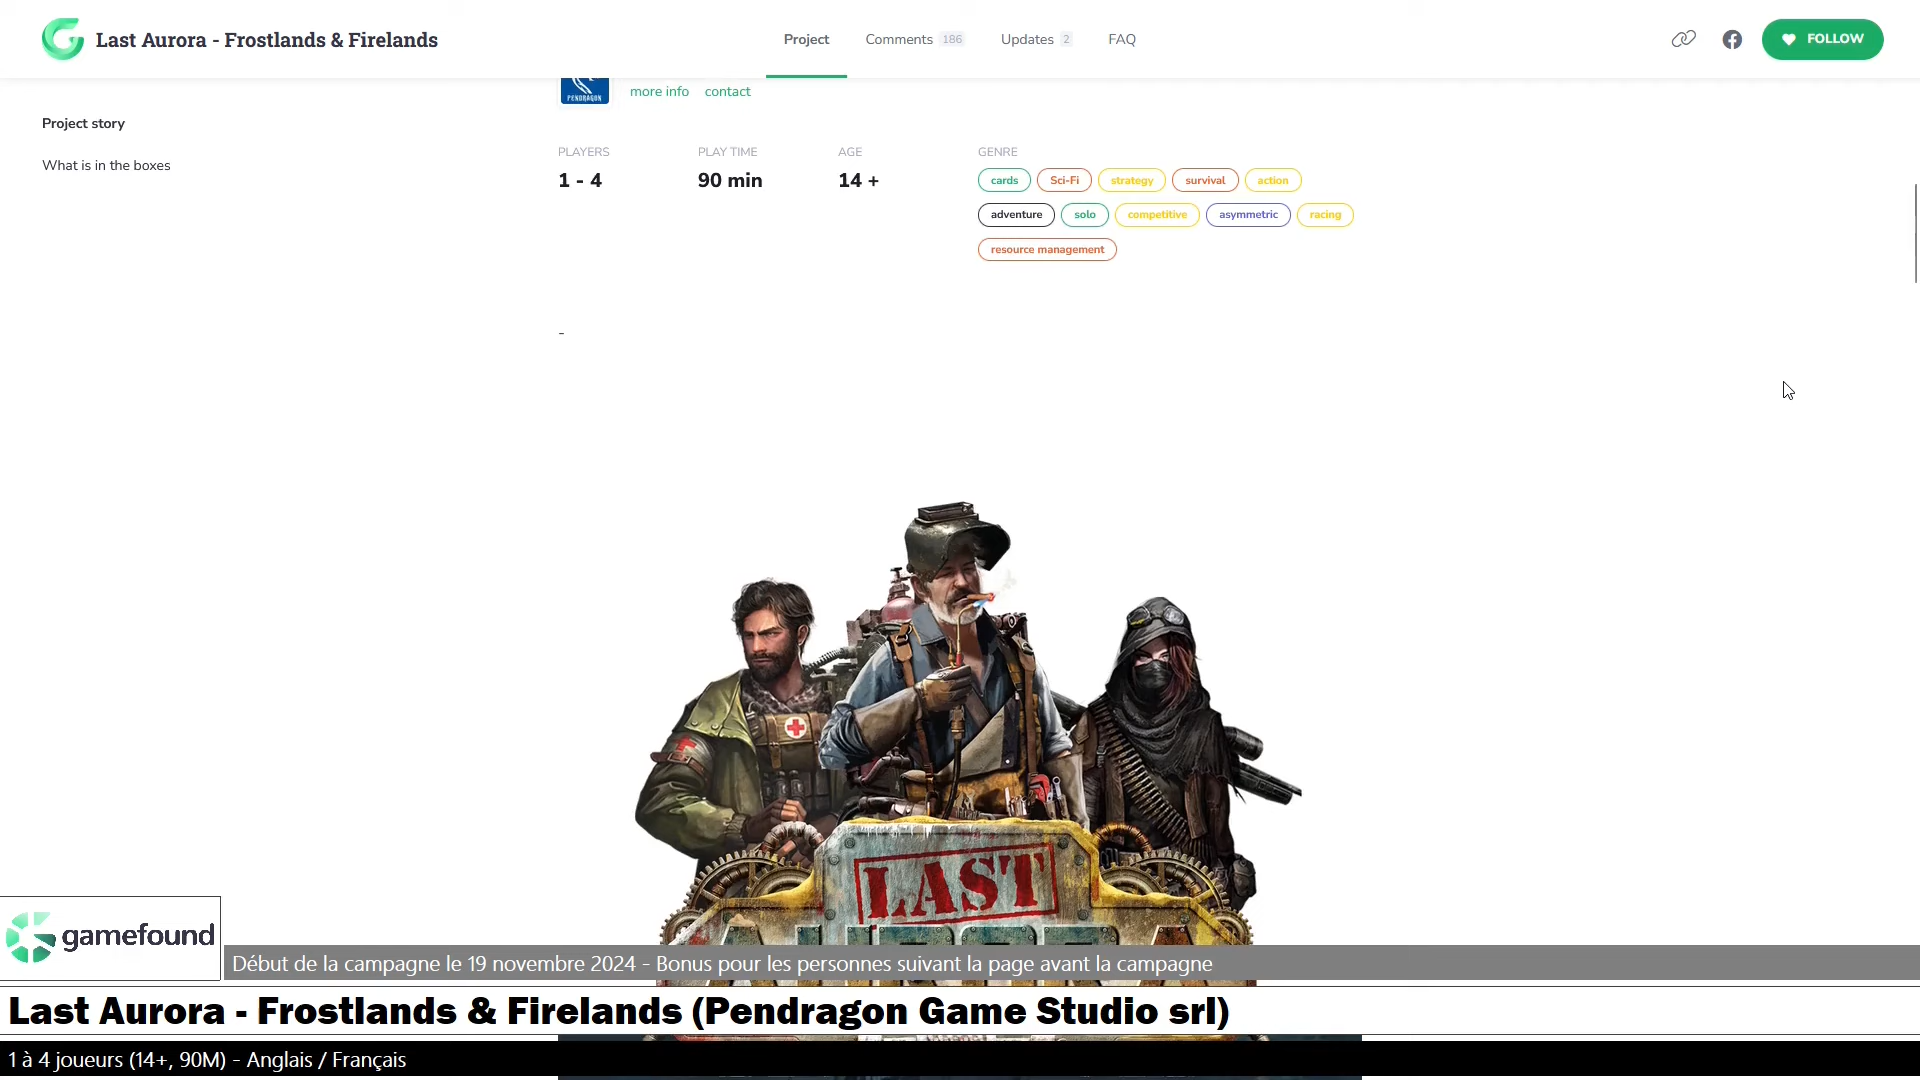 Last Aurora - Frostlands & Firelands
Project
Comments 186
Updates 2
FAQ
FOLLOW
PENDRAGON
more info contact
Project story
What is in the boxes
PLAYERS
1 - 4
PLAY TIME
90 min
AGE
14 +
GENRE
cards Sci-Fi strategy survival action
adventure solo competitive asymmetric racing
resource management
-
LAST
gamefound
Début de la campagne le 19 novembre 2024 - Bonus pour les personnes suivant la page avant la campagne
Last Aurora - Frostlands & Firelands (Pendragon Game Studio srl)
1 à 4 joueurs (14+, 90M) - Anglais / Français